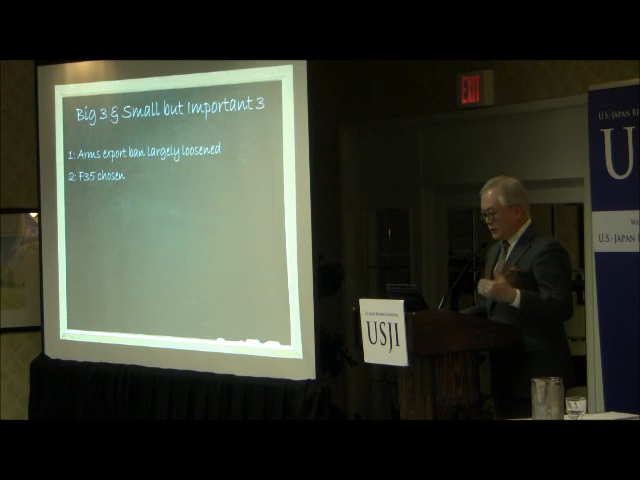 Big 3 & Small but Important 3
1: Arms export ban largely loosened
2: F35 chosen
EXIT
USJI
U.S.-JAPAN
U
U.S.-JAPAN